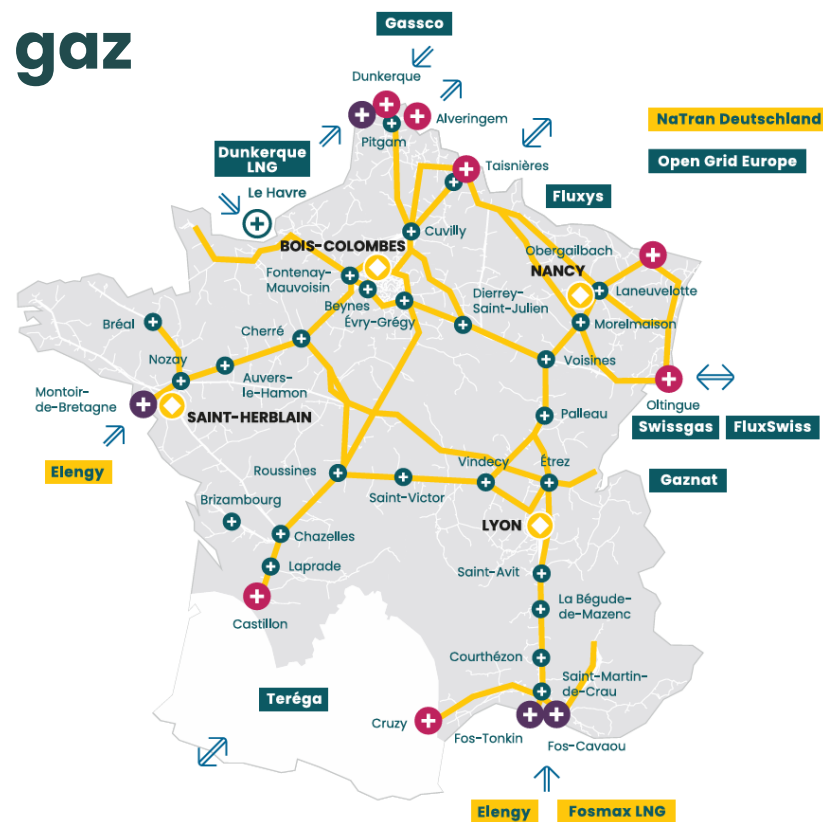 gaz
Gassco
Dunkerque
Alveringem
Pitgam
NaTran Deutschland
Dunkerque
LNG
Open Grid Europe
Taisnières
Le Havre
Fluxys
Cuvilly
BOIS-COLOMBES
Obergailbach
NANCY
Fontenay-
Mauvoisin
Laneuvelotte
Beynes
Dierrey-
Saint-Julien
Évry-Grégy
Bréal
Cherré
Morelmaison
Nozay
Voisines
Auvers-
le-Hamon
Montoir-
de-Bretagne
Oltingue
SAINT-HERBLAIN
Palleau
Swissgas
FluxSwiss
Elengy
Roussines
Vindecy
Étrez
Gaznat
Saint-Victor
Brizambourg
LYON
Chazelles
Laprade
Saint-Avit
Castillon
La Bégude-
de-Mazenc
Courthézon
Saint-Martin-
de-Crau
Teréga
Cruzy
Fos-Tonkin
Fos-Cavaou
Elengy
Fosmax LNG